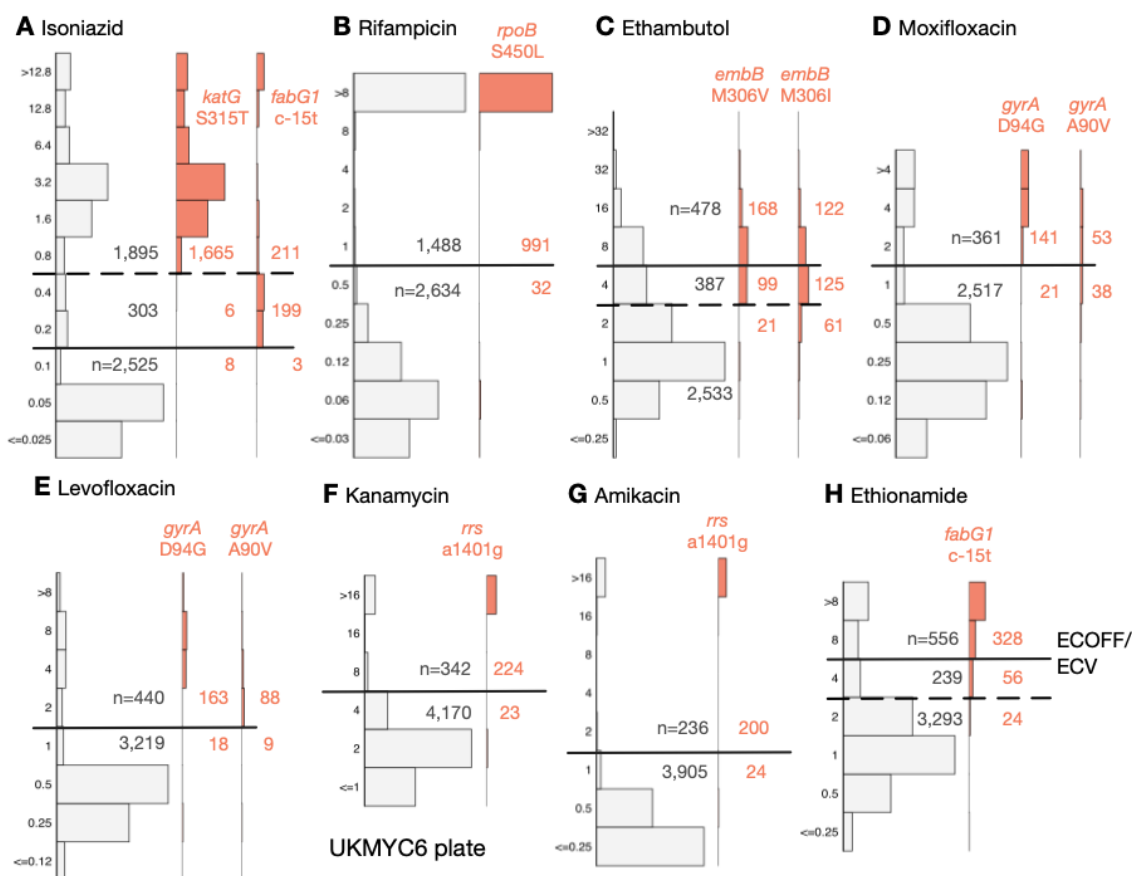 A Isoniazid
>12.8
12.8
6.4
3.2
1.6
0.8
0.4
0.2
0.1
0.05
<=0.025
katG
S315T
fabG1
c-15t
1,895 1,665 211
303 6 199
n=2,525 8 3
B Rifampicin
rpoB
S450L
>8
8
4
2
1
0.5
0.25
0.12
0.06
<=0.03
1,488 991
n=2,634 32
C Ethambutol
embB
M306V
embB
M306I
>32
32
16
8
4
2
1
0.5
<=0.25
n=478 168 122
387 99 125
21 61
2,533
D Moxifloxacin
gyrA
D94G
gyrA
A90V
>4
4
2
1
0.5
0.25
0.12
<=0.06
n=361 141 53
2,517 21 38
E Levofloxacin
gyrA
D94G
gyrA
A90V
>8
8
4
2
1
0.5
0.25
<=0.12
n=440 163 88
3,219 18 9
F Kanamycin
rrs
a1401g
>16
16
8
4
2
<=1
n=342 224
4,170 23
UKMYC6 plate
G Amikacin
rrs
a1401g
>16
16
8
4
2
1
0.5
<=0.25
n=236 200
3,905 24
H Ethionamide
fabG1
c-15t
>8
8
4
2
1
0.5
<=0.25
n=556 328
239 56
3,293 24
ECOFF/
ECV